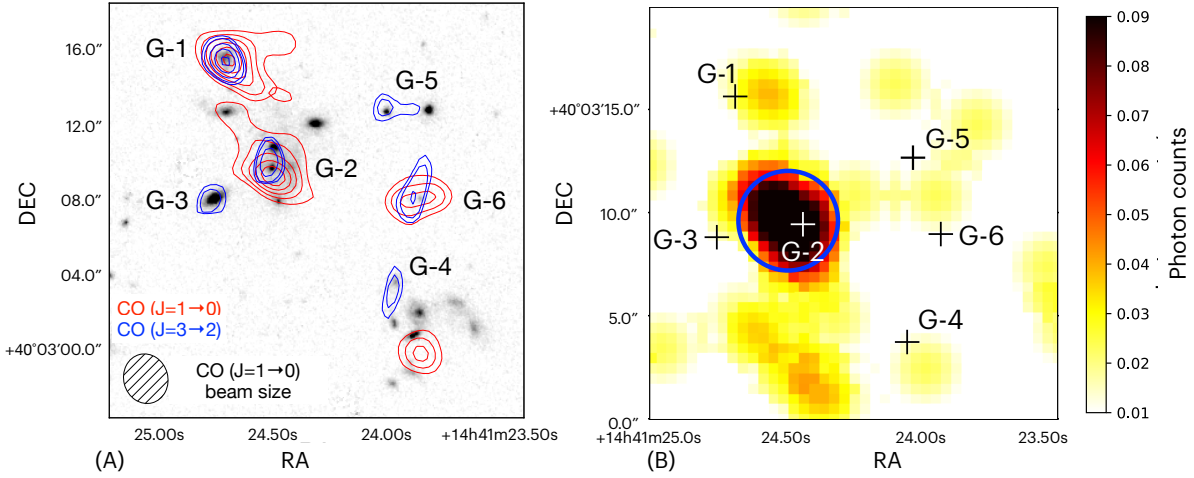 16.0″
12.0″
08.0″
04.0″
+40°03′00.0″
DEC
G-1
G-2
G-3
G-4
G-5
G-6
CO (J=1→0)
CO (J=3→2)
CO (J=1→0)
beam size
25.00s
24.50s
24.00s
+14h41m23.50s
(A)
RA
+40°03′15.0″
10.0″
5.0″
0.0″
DEC
G-1
G-5
G-3
G-2
G-6
G-4
+14h41m25.0s
24.50s
24.00s
23.50s
(B)
RA
0.09
0.08
0.07
0.06
0.05
0.04
0.03
0.02
0.01
Photon counts